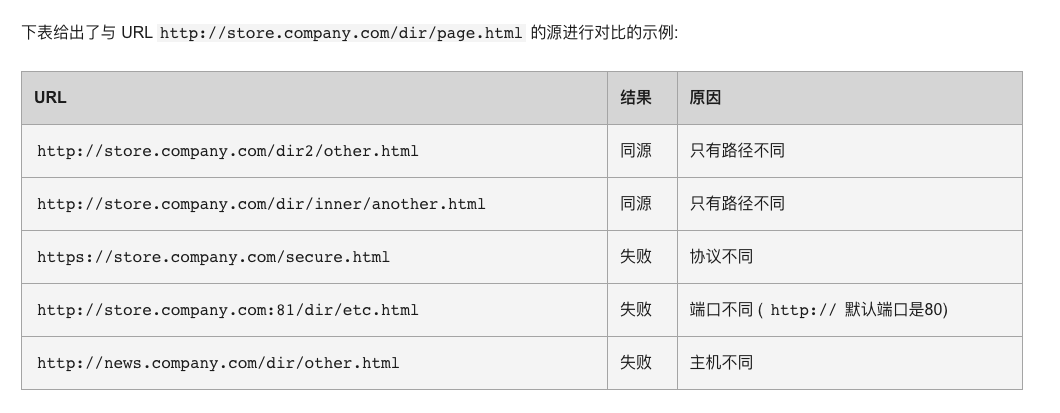 下表给出了与 URL http://store.company.com/dir/page.html 的源进行对比的示例:
URL 结果 原因
http://store.company.com/dir2/other.html 同源 只有路径不同
http://store.company.com/dir/inner/another.html 同源 只有路径不同
https://store.company.com/secure.html 失败 协议不同
http://store.company.com:81/dir/etc.html 失败 端口不同 ( http:// 默认端口是80)
http://news.company.com/dir/other.html 失败 主机不同